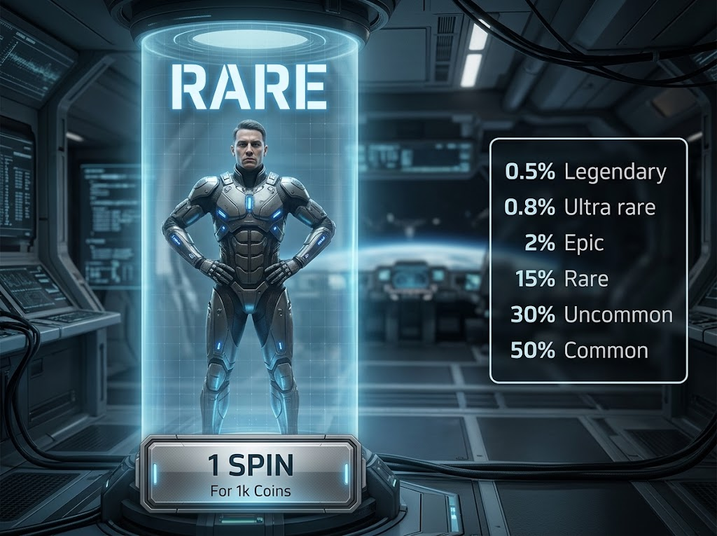 RARE
0.5% Legendary
0.8% Ultra rare
2% Epic
15% Rare
30% Uncommon
50% Common
1 SPIN
For 1k Coins